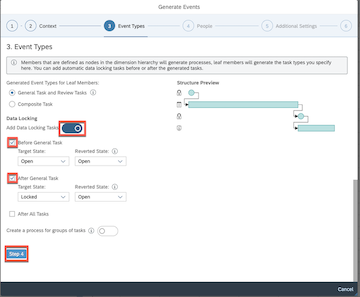 Generate Events
1
2 Context
3 Event Types
4 People
5 Additional Settings
6
3. Event Types
Members that are defined as nodes in the dimension hierarchy will generate processes, leaf members will generate the task types you specify
here. You can add automatic data locking tasks before or after the generated tasks.
Generated Event Types for Leaf Members:
Structure Preview
General Task and Review Tasks
Composite Task
Data Locking
Add Data Locking Tasks
Before General Task
Target State: Reverted State:
Open Open
After General Task
Target State: Reverted State:
Locked Open
After All Tasks
Create a process for groups of tasks
Step 4
Cancel